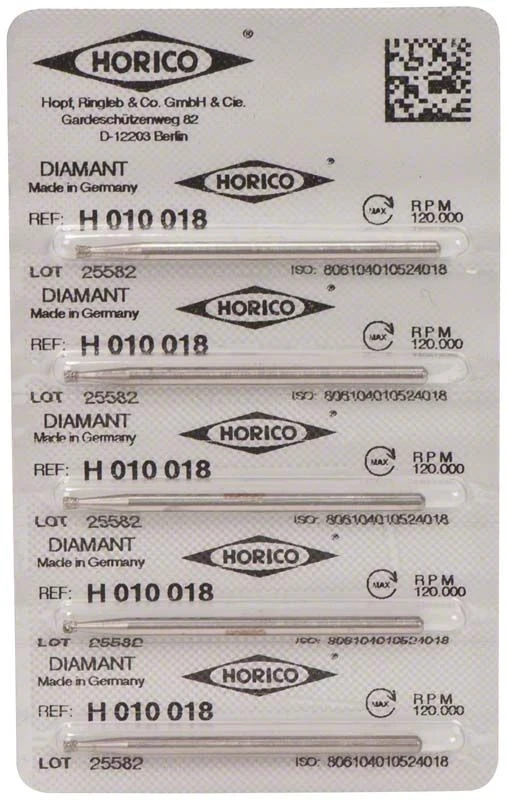 HORICO®
Hopf, Ringleb & Co. GmbH & Cie.
Gardeschützenweg 82
D-12203 Berlin
DIAMANT
Made in Germany
HORICO®
REF: H 010 018
MAX
RPM
120.000
LOT 25582
ISO: 806104010524018
DIAMANT
Made in Germany
HORICO®
REF: H 010 018
MAX
RPM
120.000
LOT 25582
ISO: 806104010524018
DIAMANT
Made in Germany
HORICO®
REF: H 010 018
MAX
RPM
120.000
LOT 25582
ISO: 806104010524018
DIAMANT
Made in Germany
HORICO®
REF: H 010 018
MAX
RPM
120.000
LOT 25582
ISO: 806104010524018
DIAMANT
Made in Germany
HORICO®
REF: H 010 018
MAX
RPM
120.000
LOT 25582
ISO: 806104010524018